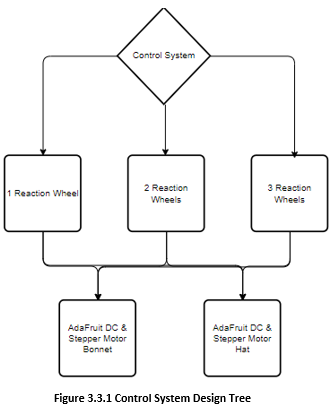 Control System
1 Reaction Wheel
2 Reaction
Wheels
3 Reaction
Wheels
AdaFruit DC &
Stepper Motor
Bonnet
AdaFruit DC &
Stepper Motor
Hat
Figure 3.3.1 Control System Design Tree